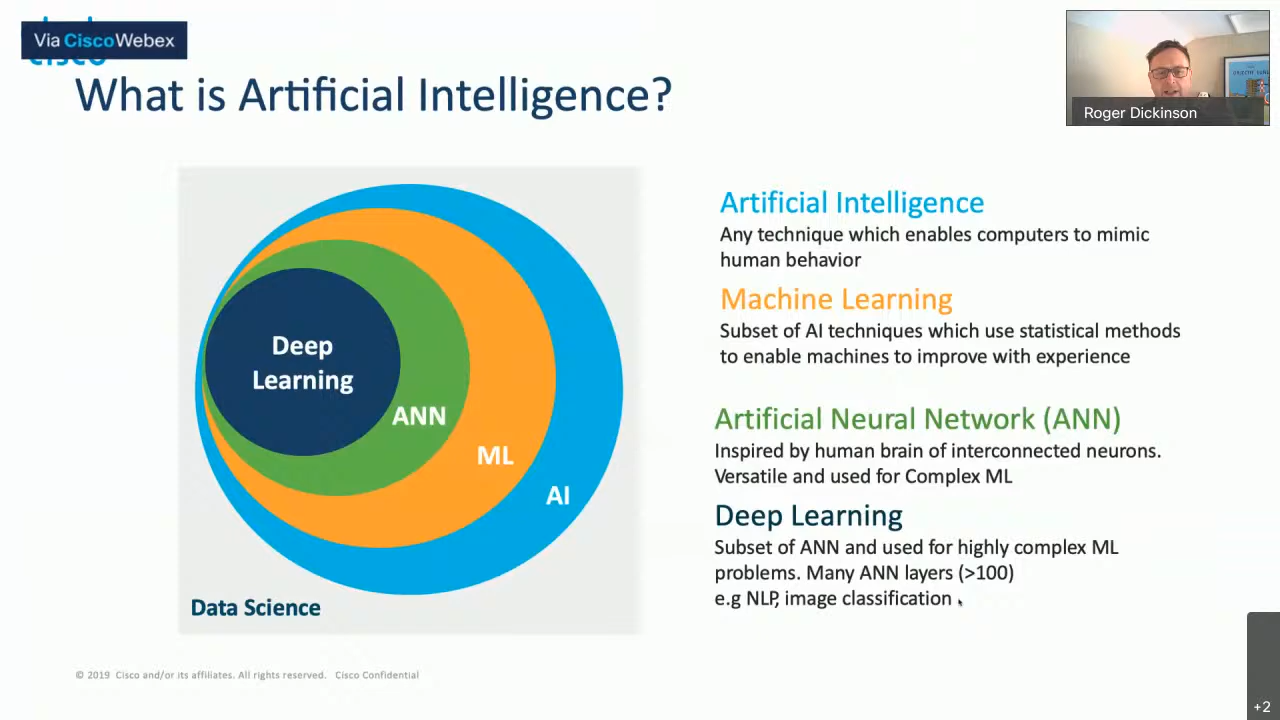 Via CiscoWebex
What is Artificial Intelligence?
Roger Dickinson
Deep
Learning
ANN
ML
AI
Data Science
Artificial Intelligence
Any technique which enables computers to mimic
human behavior
Machine Learning
Subset of AI techniques which use statistical methods
to enable machines to improve with experience
Artificial Neural Network (ANN)
Inspired by human brain of interconnected neurons.
Versatile and used for Complex ML
Deep Learning
Subset of ANN and used for highly complex ML
problems. Many ANN layers (>100)
e.g NLP, image classification
© 2019 Cisco and/or its affiliates. All rights reserved. Cisco Confidential
+2